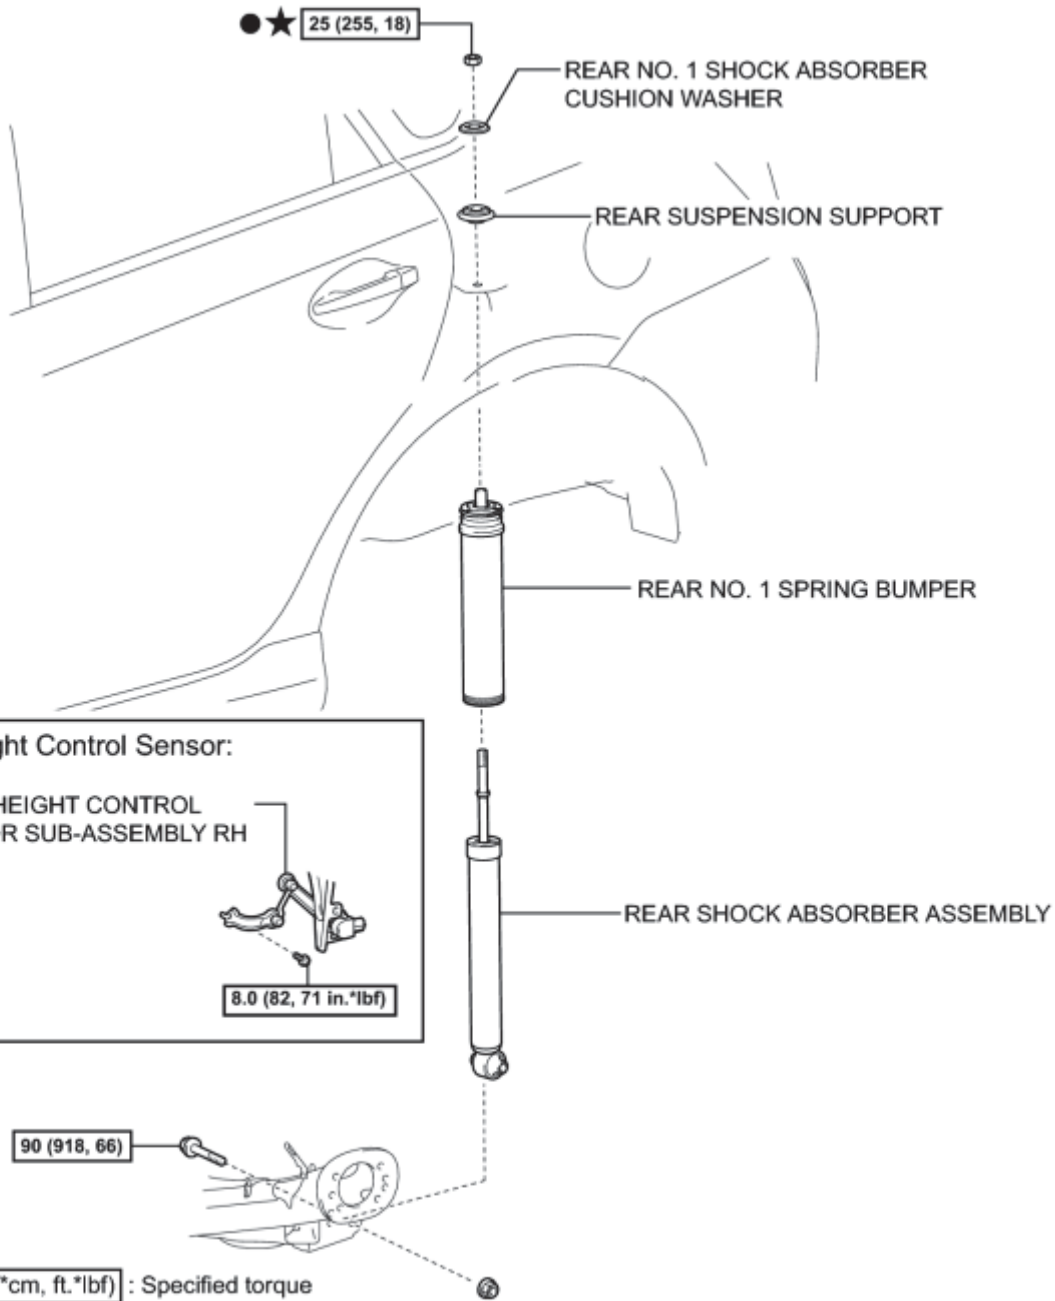 25 (255, 18)
REAR NO. 1 SHOCK ABSORBER
CUSHION WASHER
REAR SUSPENSION SUPPORT
REAR NO. 1 SPRING BUMPER
ght Control Sensor:
HEIGHT CONTROL
OR SUB-ASSEMBLY RH
8.0 (82, 71 in.*lbf)
REAR SHOCK ABSORBER ASSEMBLY
90 (918, 66)
*cm, ft.*lbf) : Specified torque